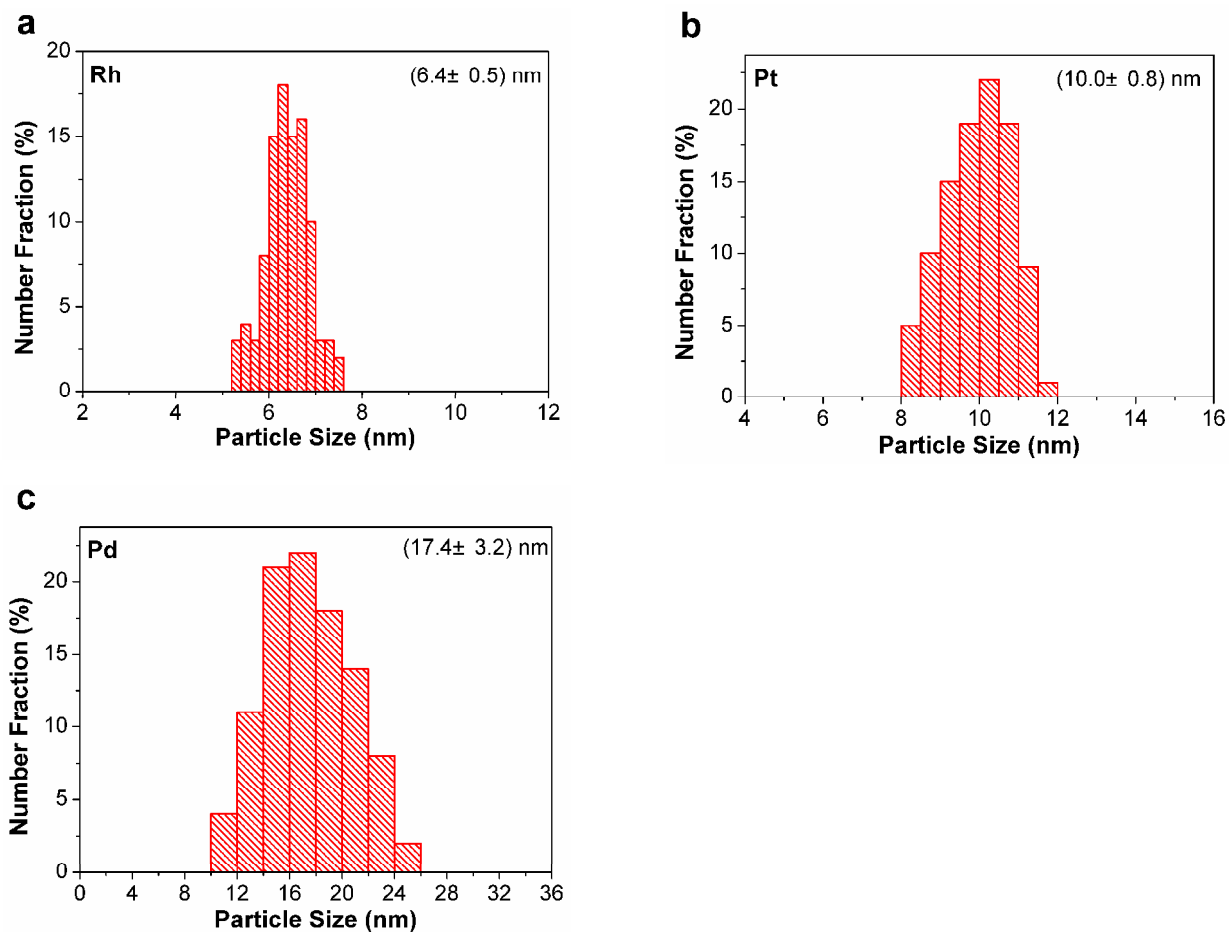 a
20
15
10
5
0
Rh
(6.4± 0.5) nm
Number Fraction (%)
2 4 6 8 10 12
Particle Size (nm)
b
20
15
10
5
0
Pt
(10.0± 0.8) nm
Number Fraction (%)
4 6 8 10 12 14 16
Particle Size (nm)
c
20
15
10
5
0
Pd
(17.4± 3.2) nm
Number Fraction (%)
0 4 8 12 16 20 24 28 32 36
Particle Size (nm)